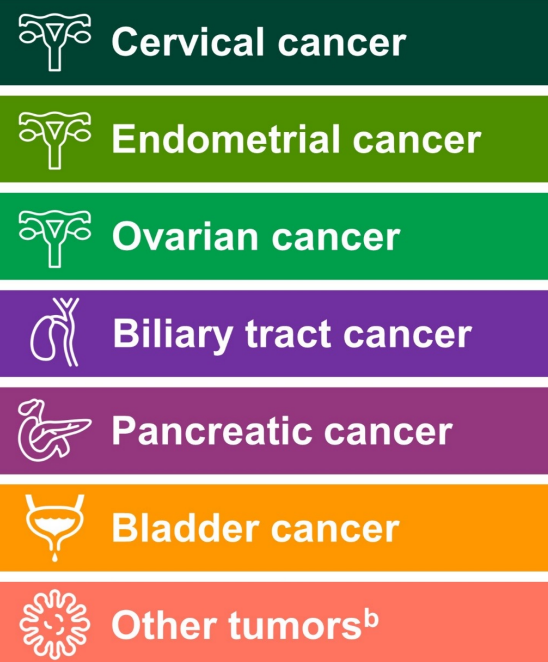 Cervical cancer
Endometrial cancer
Ovarian cancer
Biliary tract cancer
Pancreatic cancer
Bladder cancer
Other tumorsᵇ